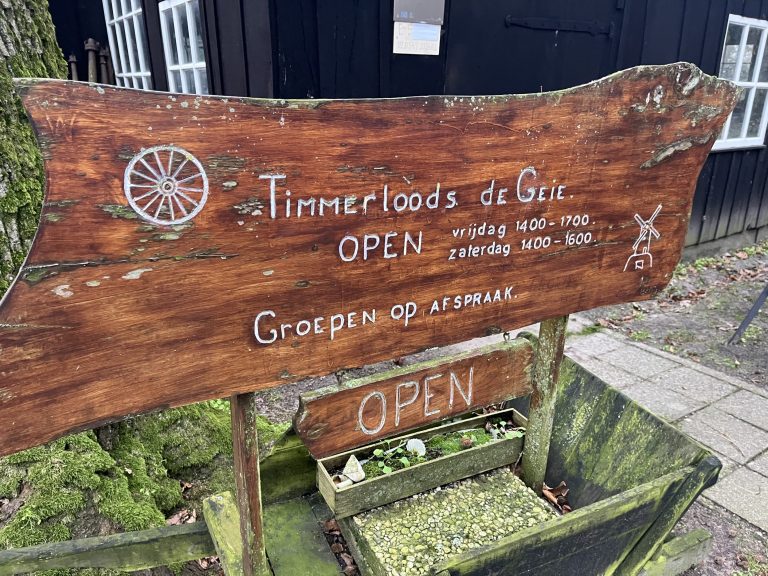 Timmerloods de Geie.
OPEN vrijdag 1400-1700.
zaterdag 1400-1600.
Groepen op afspraak.
OPEN